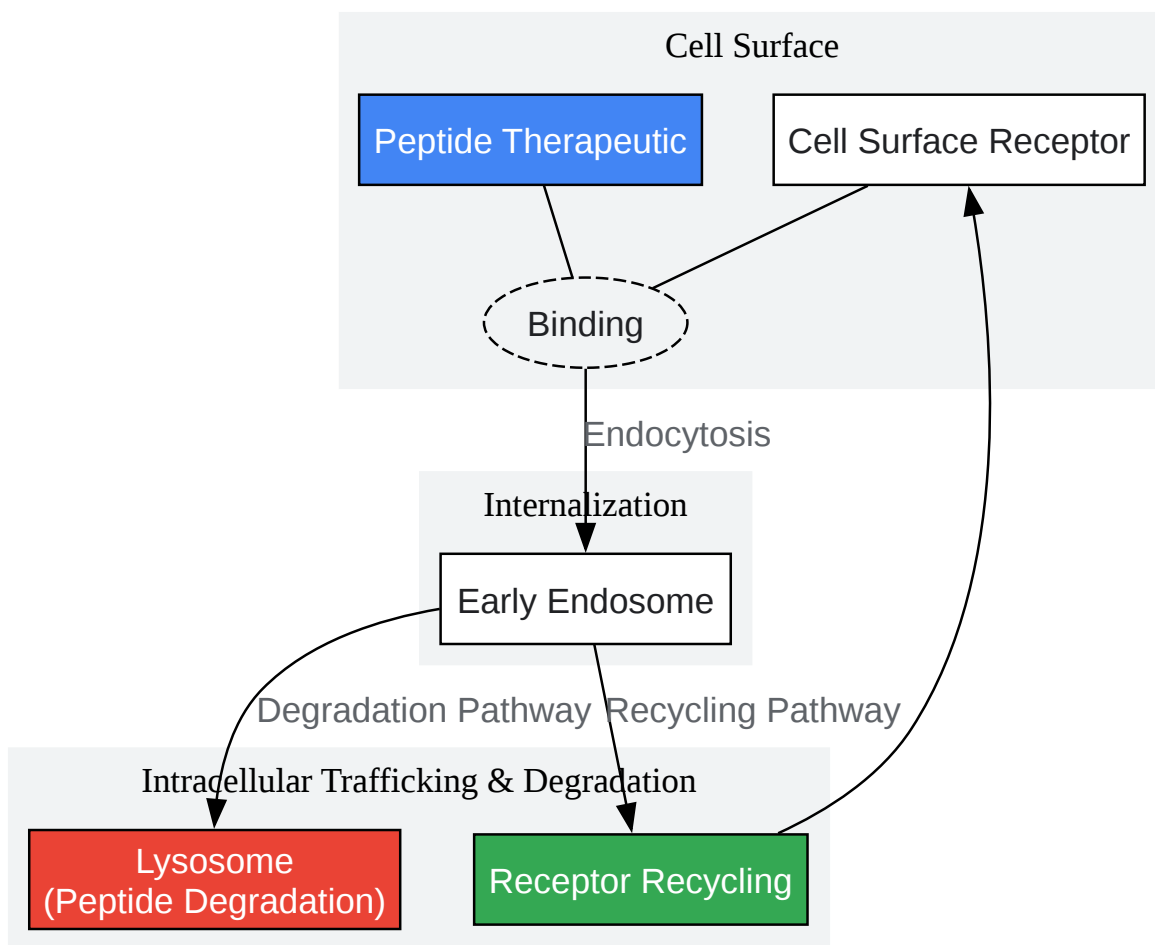 Cell Surface
Peptide Therapeutic
Cell Surface Receptor
Binding
Endocytosis
Internalization
Early Endosome
Degradation Pathway
Recycling Pathway
Intracellular Trafficking & Degradation
Lysosome
(Peptide Degradation)
Receptor Recycling